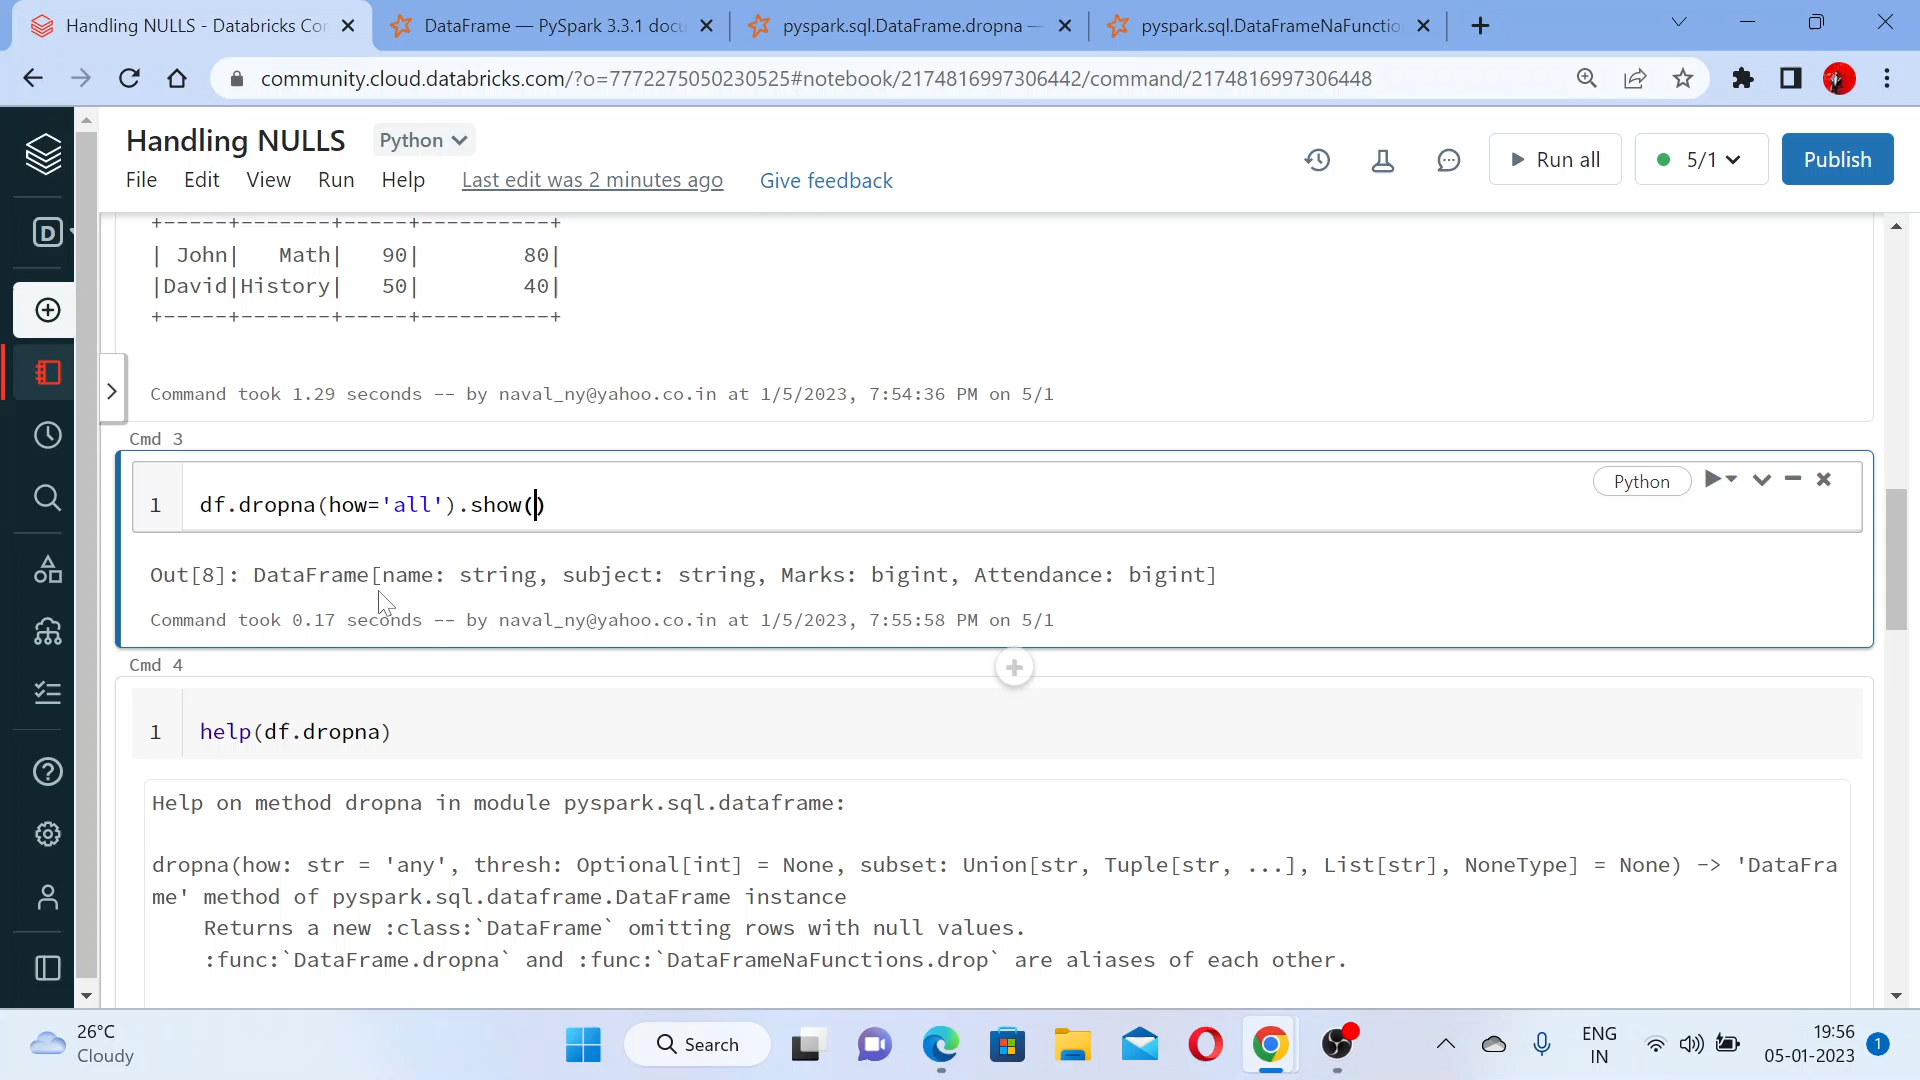 Handling NULLS - Databricks Cor
DataFrame — PySpark 3.3.1 docu
pyspark.sql.DataFrame.dropna —
pyspark.sql.DataFrameNaFunctio
community.cloud.databricks.com/?o=7772275050230525#notebook/2174816997306442/command/2174816997306448
Handling NULLS
Python
File
Edit
View
Run
Help
Last edit was 2 minutes ago
Give feedback
Run all
5/1
Publish
D
+-----+-------+-----+----------+
| John|   Math|   90|        80|
|David|History|   50|        40|
+-----+-------+-----+----------+
Command took 1.29 seconds -- by naval_ny@yahoo.co.in at 1/5/2023, 7:54:36 PM on 5/1
Cmd 3
Python
1 df.dropna(how='all').show()
Out[8]: DataFrame[name: string, subject: string, Marks: bigint, Attendance: bigint]
Command took 0.17 seconds -- by naval_ny@yahoo.co.in at 1/5/2023, 7:55:58 PM on 5/1
Cmd 4
1 help(df.dropna)
Help on method dropna in module pyspark.sql.dataframe:
dropna(how: str = 'any', thresh: Optional[int] = None, subset: Union[str, Tuple[str, ...], List[str], NoneType] = None) -> 'DataFra
me' method of pyspark.sql.dataframe.DataFrame instance
Returns a new :class:`DataFrame` omitting rows with null values.
:func:`DataFrame.dropna` and :func:`DataFrameNaFunctions.drop` are aliases of each other.
26°C
Cloudy
Search
ENG
IN
19:56
05-01-2023
1